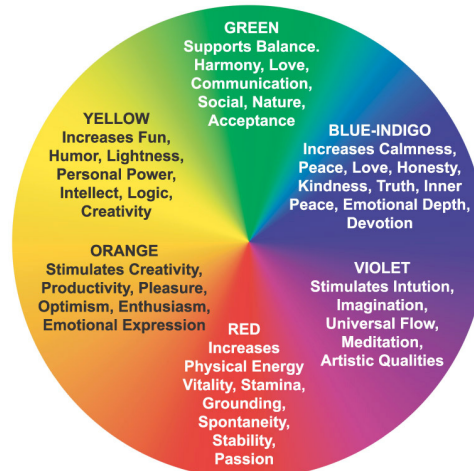 GREEN
Supports Balance.
Harmony, Love,
Communication,
Social, Nature,
Acceptance
YELLOW
Increases Fun,
Humor, Lightness,
Personal Power,
Intellect, Logic,
Creativity
BLUE-INDIGO
Increases Calmness,
Peace, Love, Honesty,
Kindness, Truth, Inner
Peace, Emotional Depth,
Devotion
ORANGE
Stimulates Creativity,
Productivity, Pleasure,
Optimism, Enthusiasm,
Emotional Expression
VIOLET
Stimulates Intution,
Imagination,
Universal Flow,
Meditation,
Artistic Qualities
RED
Increases
Physical Energy
Vitality, Stamina,
Grounding,
Spontaneity,
Stability,
Passion